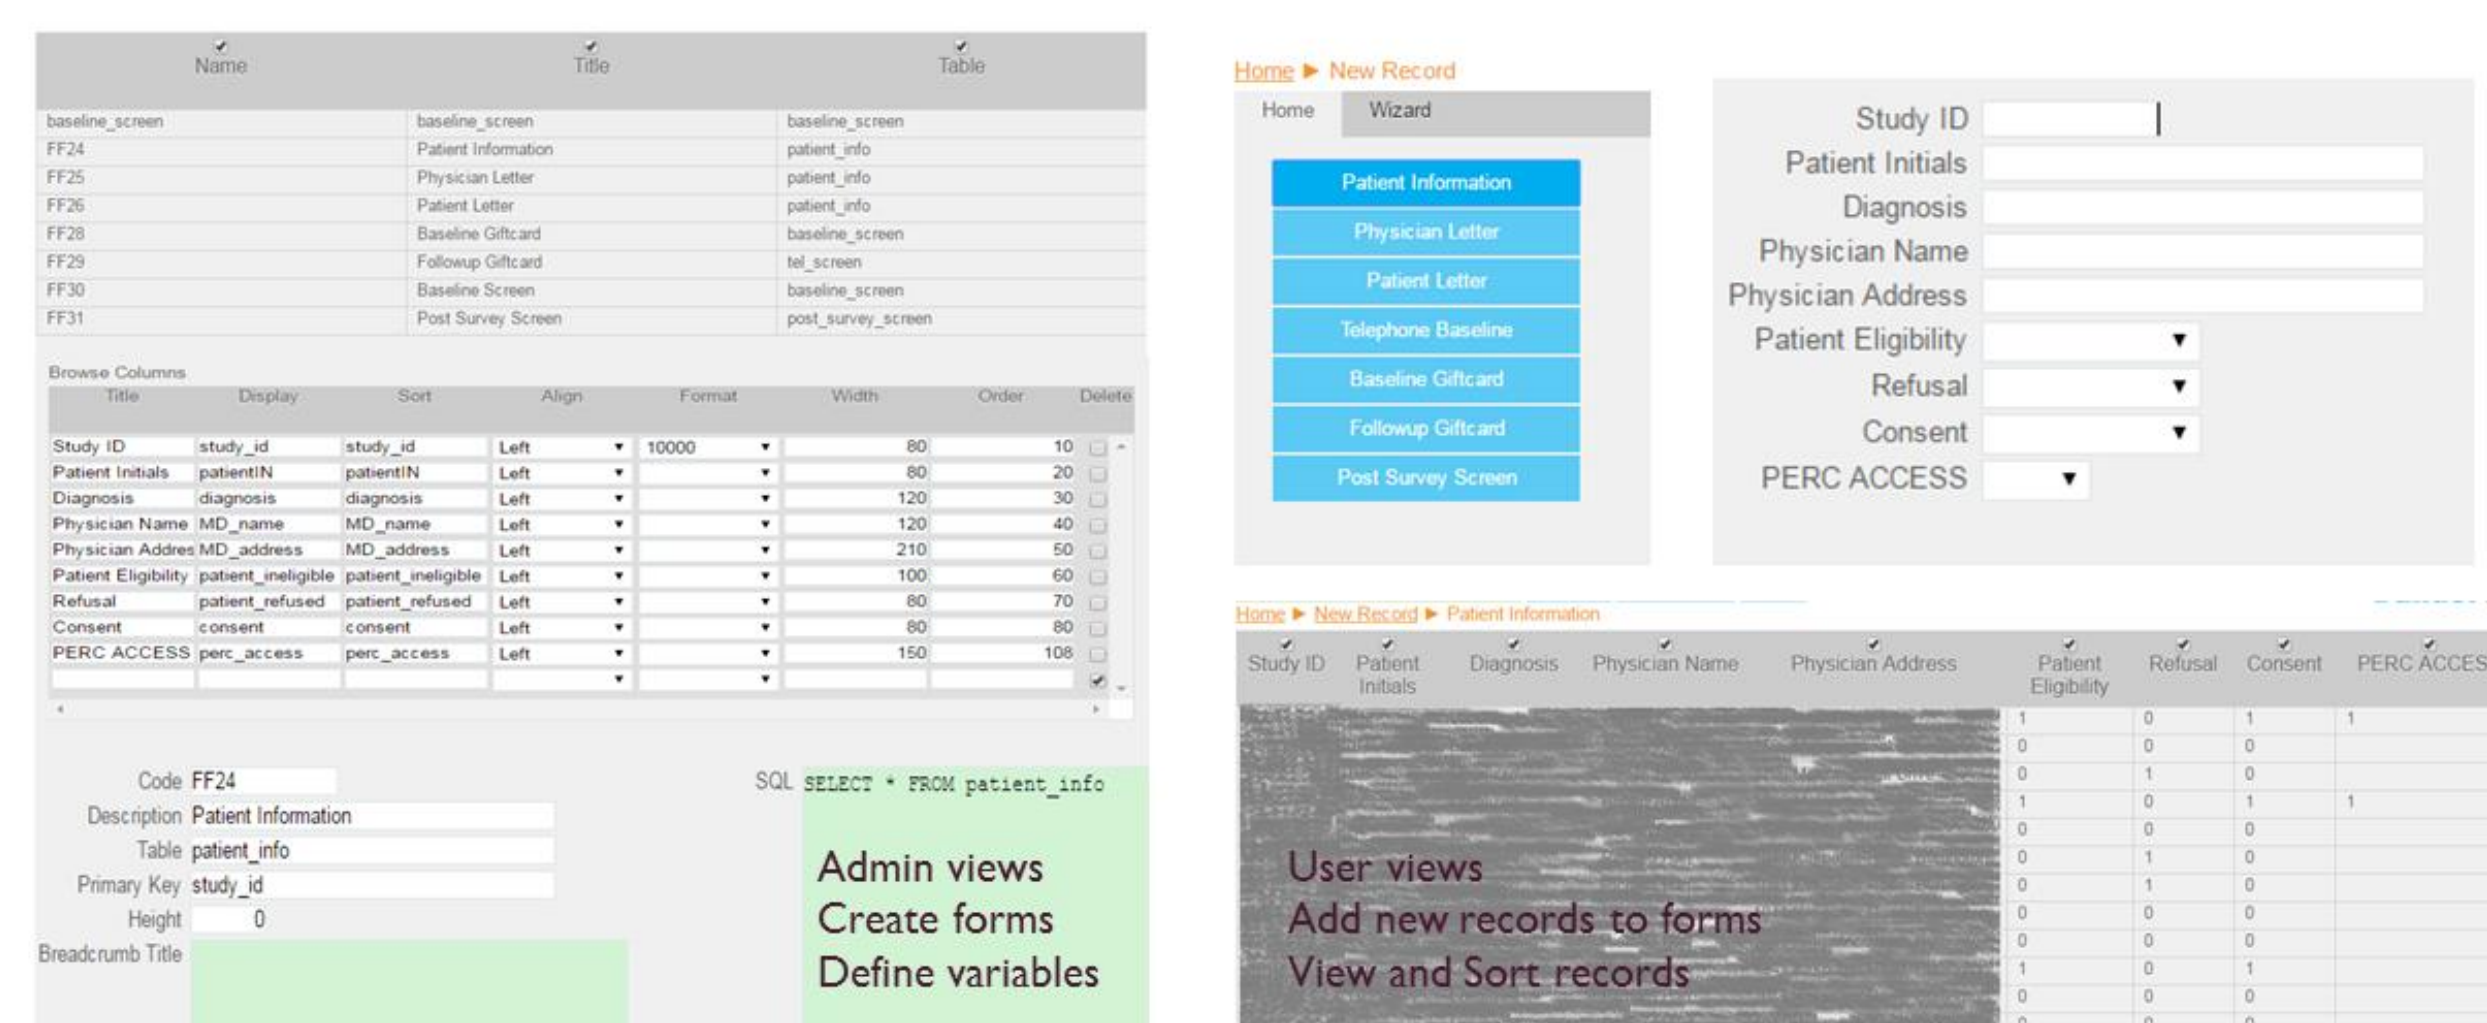 Name Title Table
baseline_screen baseline_screen baseline_screen
FF24 Patient Information patient_info
FF25 Physician Letter patient_info
FF26 Patient Letter patient_info
FF28 Baseline Giftcard baseline_screen
FF29 Followup Giftcard tel_screen
FF30 Baseline Screen baseline_screen
FF31 Post Survey Screen post_survey_screen
Browse Columns
Title Display Sort Align Format Width Order Delete
Study ID study_id study_id Left 10000 80 10
Patient Initials patientIN patientIN Left 80 20
Diagnosis diagnosis diagnosis Left 120 30
Physician Name MD_name MD_name Left 120 40
Physician Addres MD_address MD_address Left 210 50
Patient Eligibility patient_ineligible patient_ineligible Left 100 60
Refusal patient_refused patient_refused Left 80 70
Consent consent consent Left 80 80
PERC ACCESS perc_access perc_access Left 150 108
Code FF24
Description Patient Information
Table patient_info
Primary Key study_id
Height 0
Breadcrumb Title
SQL SELECT * FROM patient_info
Admin views
Create forms
Define variables
Home ► New Record
Home Wizard
Patient Information
Physician Letter
Patient Letter
Telephone Baseline
Baseline Giftcard
Followup Giftcard
Post Survey Screen
Study ID
Patient Initials
Diagnosis
Physician Name
Physician Address
Patient Eligibility
Refusal
Consent
PERC ACCESS
Home ► New Record ► Patient Information
Study ID Patient Initials Diagnosis Physician Name Physician Address Patient Eligibility Refusal Consent PERC ACCES
1 0 1 1
0 0 0
0 1 0
1 0 1 1
0 0 0
0 1 0
0 1 0
0 0 0
0 0 0
1 0 1
0 0 0
User views
Add new records to forms
View and Sort records